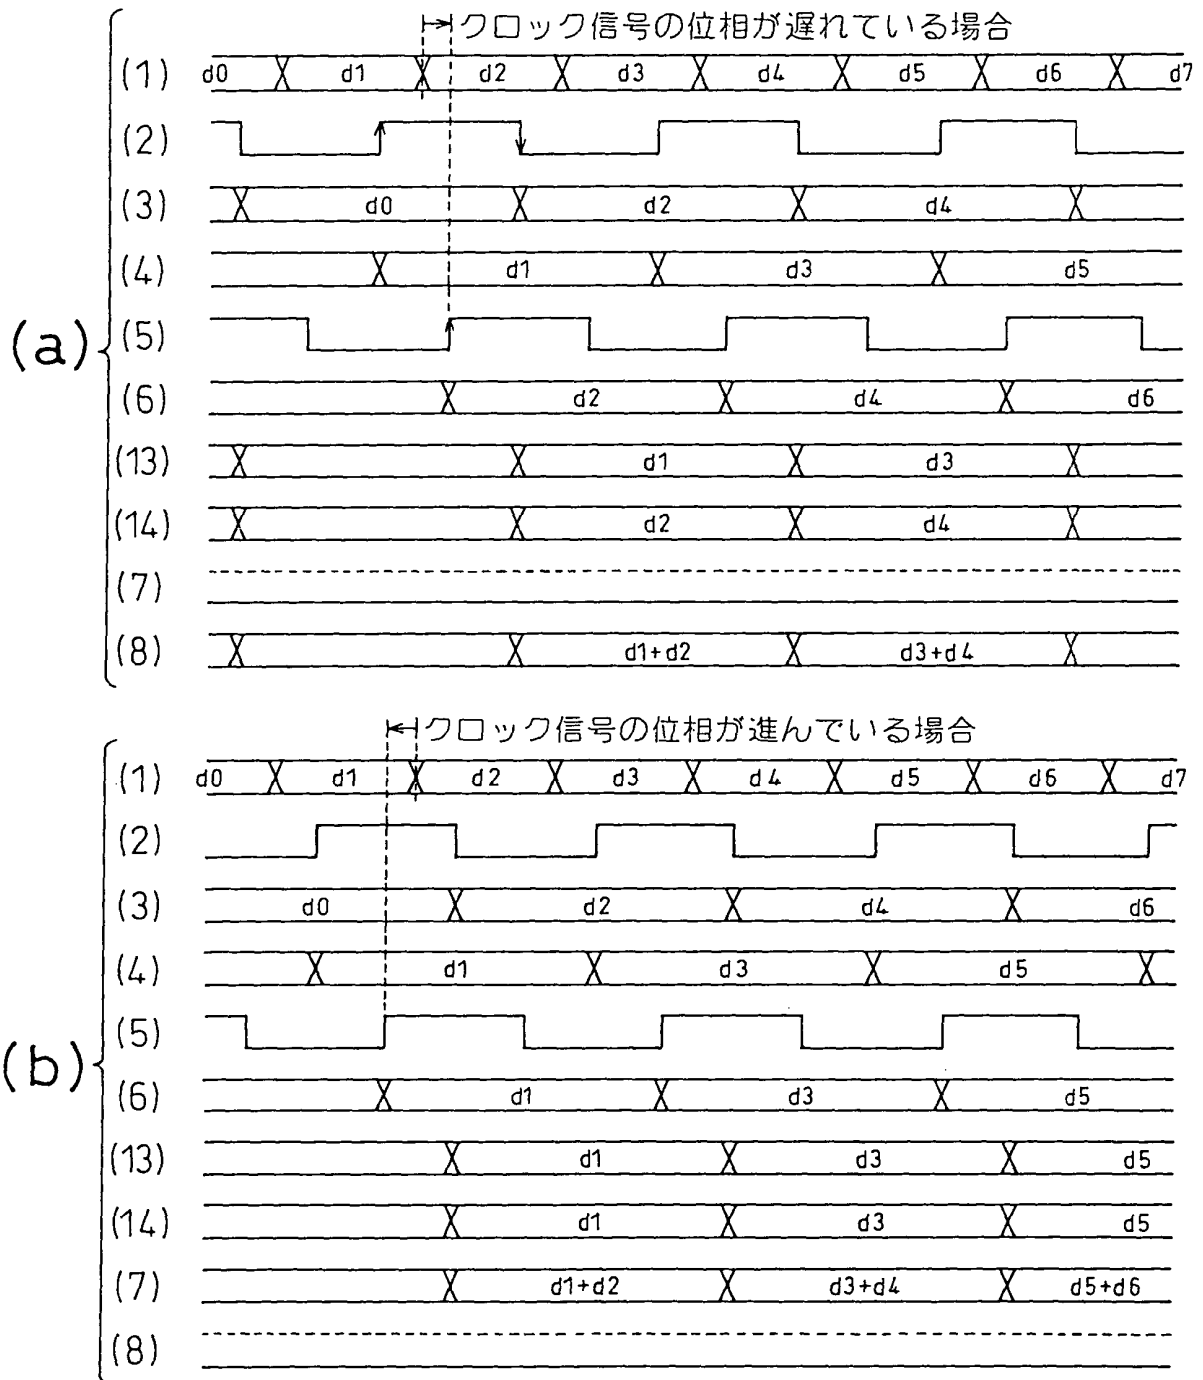 クロック信号の位相が遅れている場合
(1) d0 d1 d2 d3 d4 d5 d6 d7
(2)
(3) d0 d2 d4
(4) d1 d3 d5
(a)
(5)
(6) d2 d4 d6
(13) d1 d3
(14) d2 d4
(7)
(8) d1+d2 d3+d4
クロック信号の位相が進んでいる場合
(1) d0 d1 d2 d3 d4 d5 d6 d7
(2)
(3) d0 d2 d4 d6
(4) d1 d3 d5
(5)
(b)
(6) d1 d3 d5
(13) d1 d3 d5
(14) d1 d3 d5
(7) d1+d2 d3+d4 d5+d6
(8)